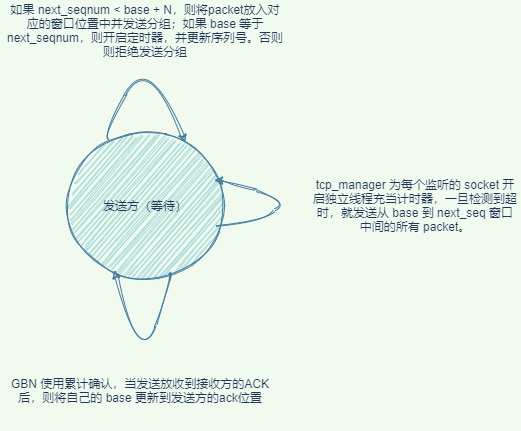 如果 next_seqnum < base + N，则将packet放入对
应的窗口位置中并发送分组；如果 base 等于
next_seqnum，则开启定时器，并更新序列号。否则
则拒绝发送分组
发送方（等待）
tcp_manager 为每个监听的 socket 开
启独立线程充当计时器，一旦检测到超
时，就发送从 base 到 next_seq 窗口
中间的所有 packet。
GBN 使用累计确认，当发送放收到接收方的ACK
后，则将自己的 base 更新到发送方的ack位置